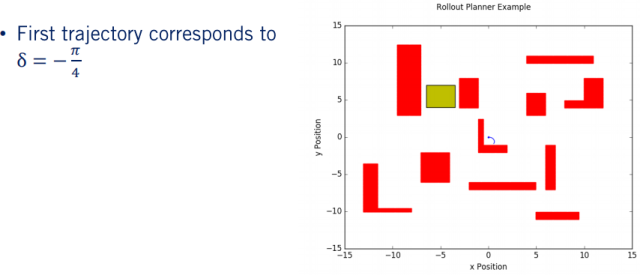 • First trajectory corresponds to
δ = −π/4
Rollout Planner Example
15
10
5
0
−5
−10
−15
y Position
−15 −10 −5 0 5 10 15
x Position